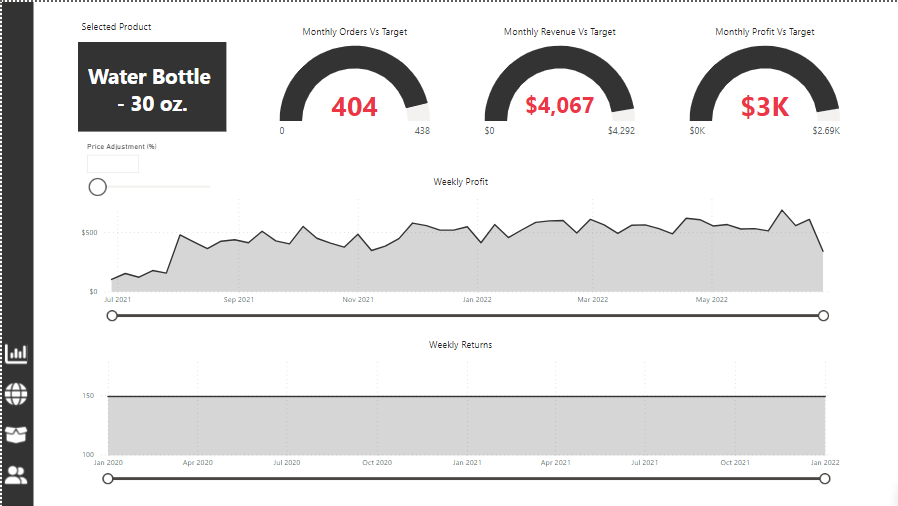 Selected Product
Water Bottle
- 30 oz.
Monthly Orders Vs Target
404
0
438
Monthly Revenue Vs Target
$4,067
$0
$4,292
Monthly Profit Vs Target
$3K
$0K
$2.69K
Price Adjustment (%)
Weekly Profit
$500
$0
Jul 2021
Sep 2021
Nov 2021
Jan 2022
Mar 2022
May 2022
Weekly Returns
150
100
Jan 2020
Apr 2020
Jul 2020
Oct 2020
Jan 2021
Apr 2021
Jul 2021
Oct 2021
Jan 2022